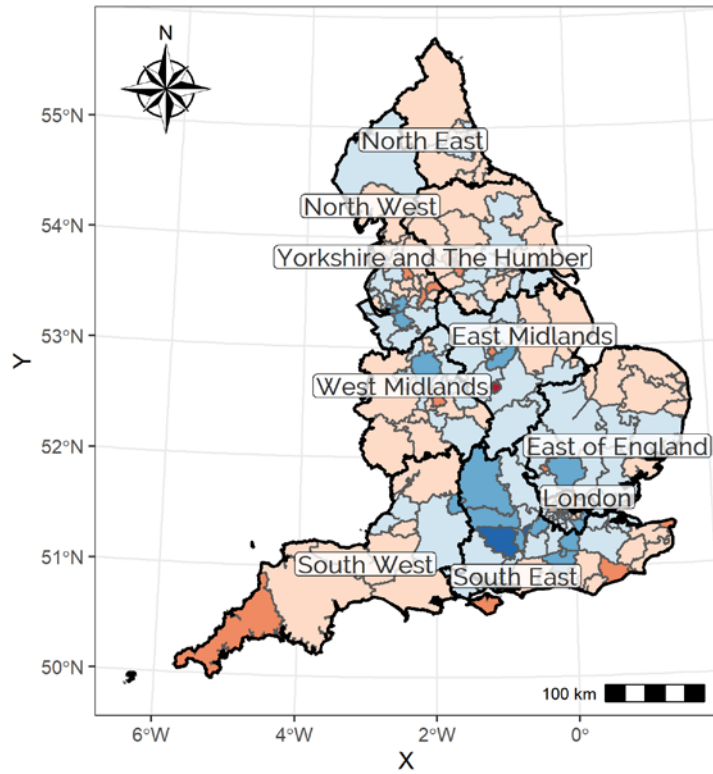 N
55°N
North East
54°N
North West
Yorkshire and The Humber
53°N
East Midlands
West Midlands
52°N
East of England
London
51°N
South West
South East
50°N
100 km
6°W
4°W
2°W
0°
X
Y